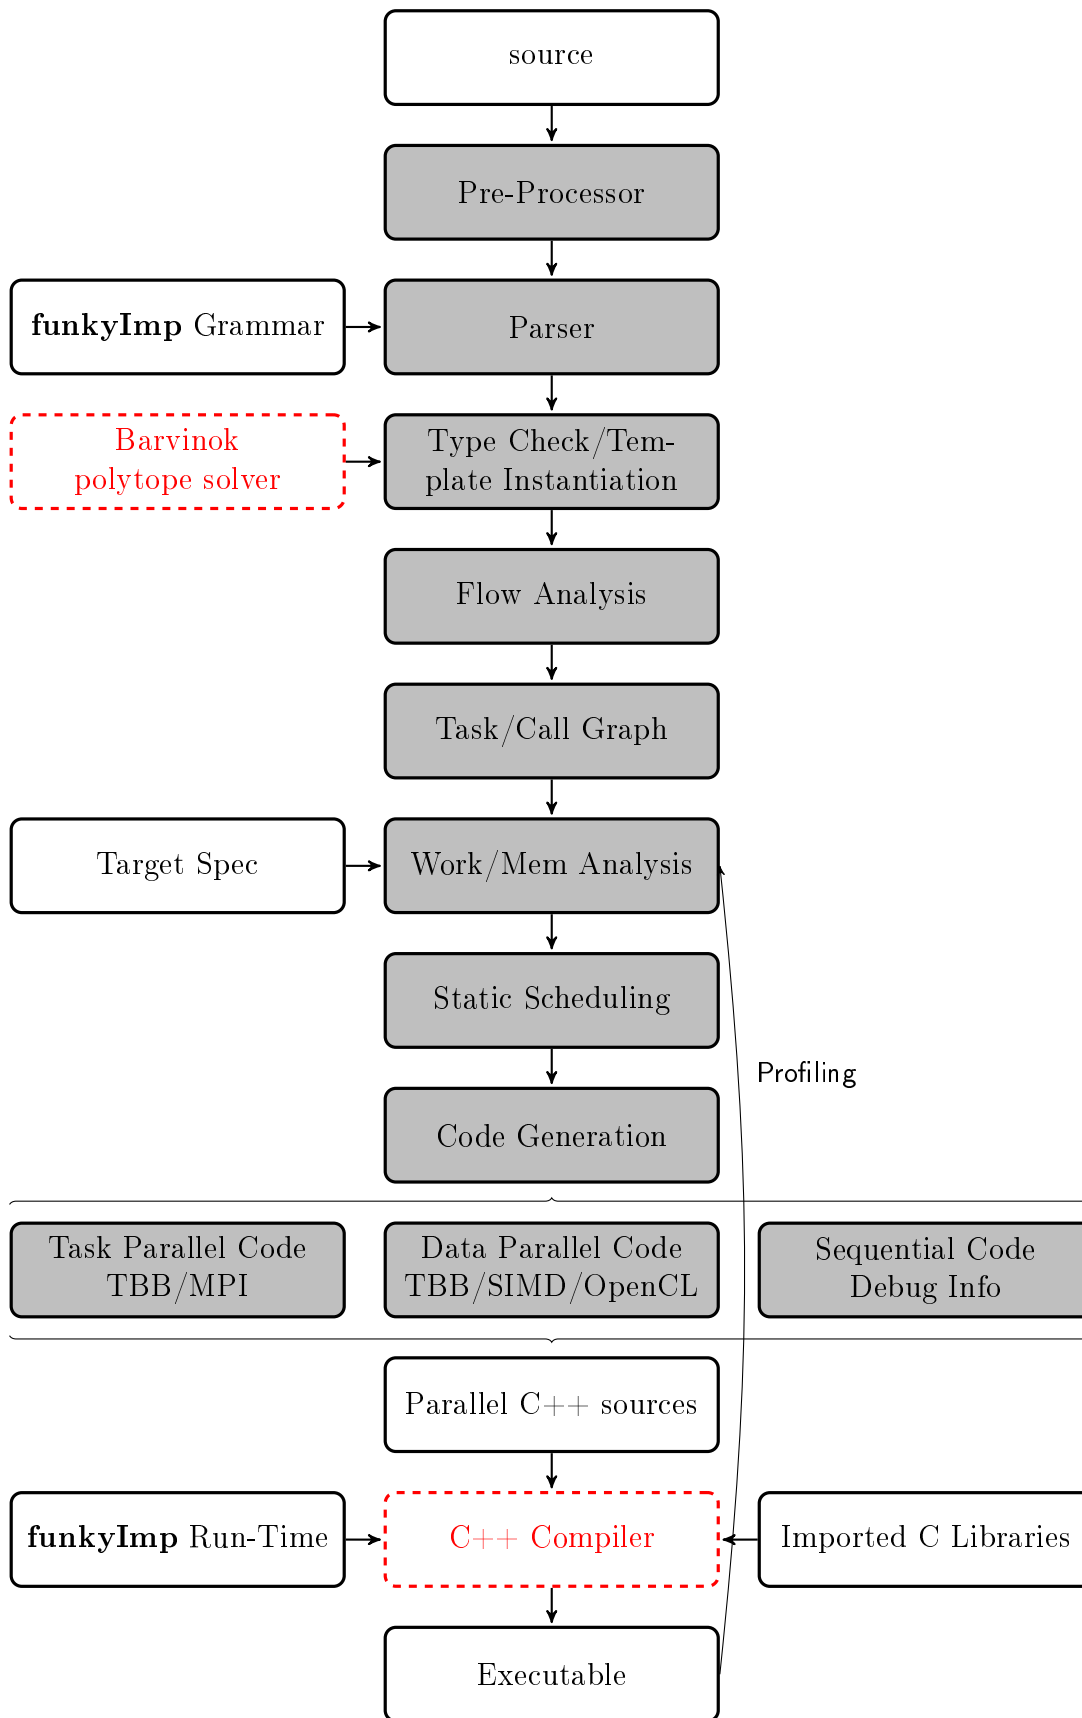 source
Pre-Processor
funkyImp Grammar
Parser
Barvinok
polytope solver
Type Check/Tem-
plate Instantiation
Flow Analysis
Task/Call Graph
Target Spec
Work/Mem Analysis
Static Scheduling
Profiling
Code Generation
Task Parallel Code
TBB/MPI
Data Parallel Code
TBB/SIMD/OpenCL
Sequential Code
Debug Info
Parallel C++ sources
funkyImp Run-Time
C++ Compiler
Imported C Libraries
Executable